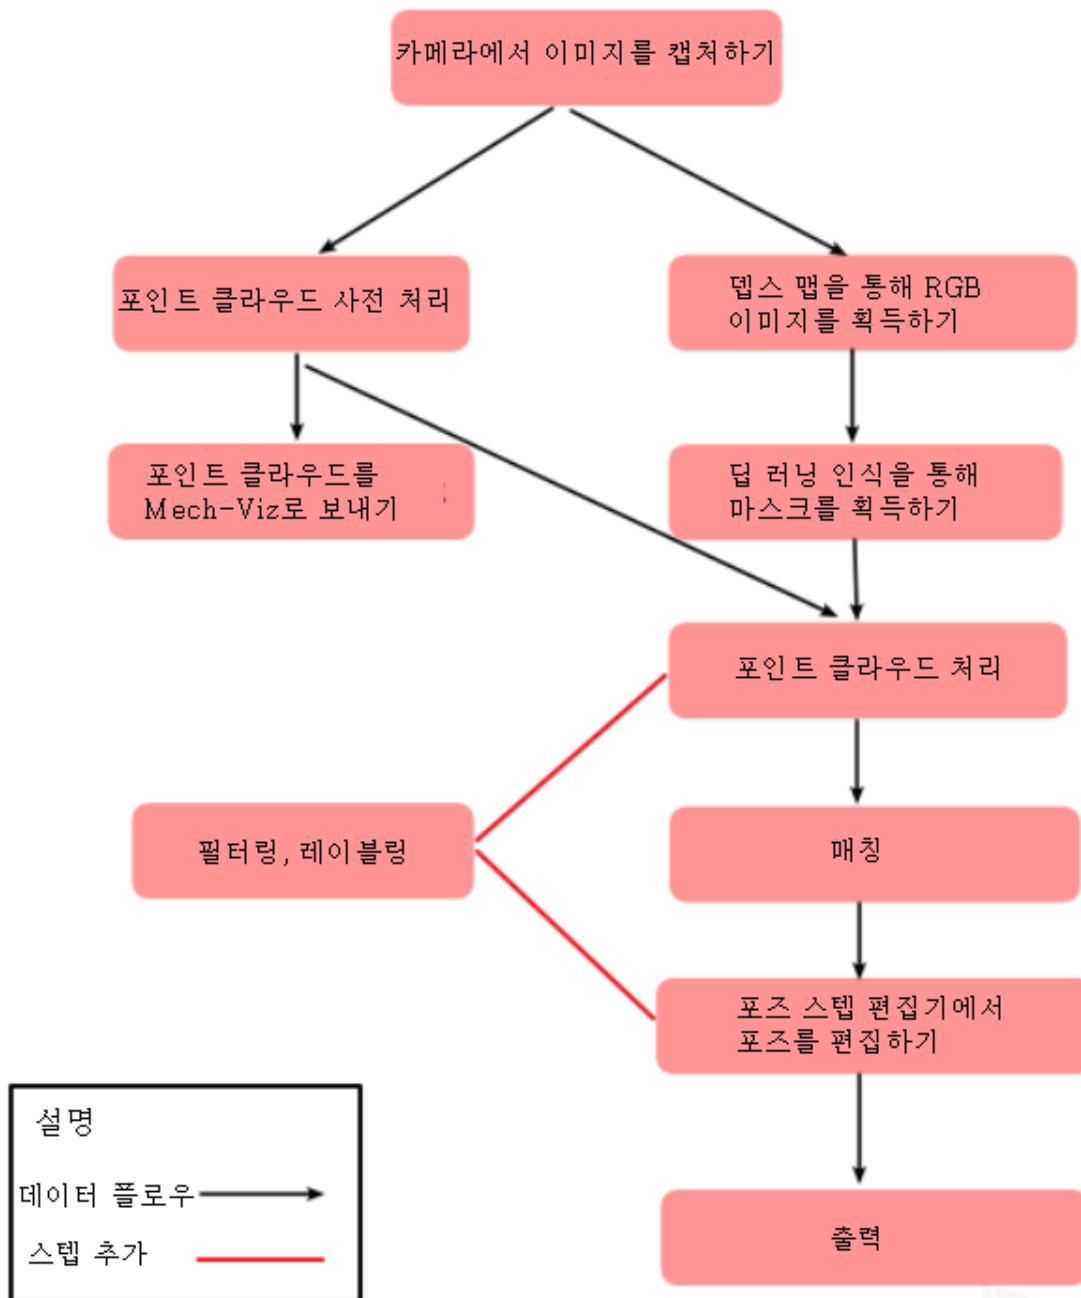 카메라에서 이미지를 캡처하기
포인트 클라우드 사전 처리
뎁스 맵을 통해 RGB
이미지를 획득하기
포인트 클라우드를
Mech-Viz로 보내기
딥 러닝 인식을 통해
마스크를 획득하기
포인트 클라우드 처리
필터링, 레이블링
매칭
포즈 스텝 편집기에서
포즈를 편집하기
설명
데이터 플로우
스텝 추가
출력